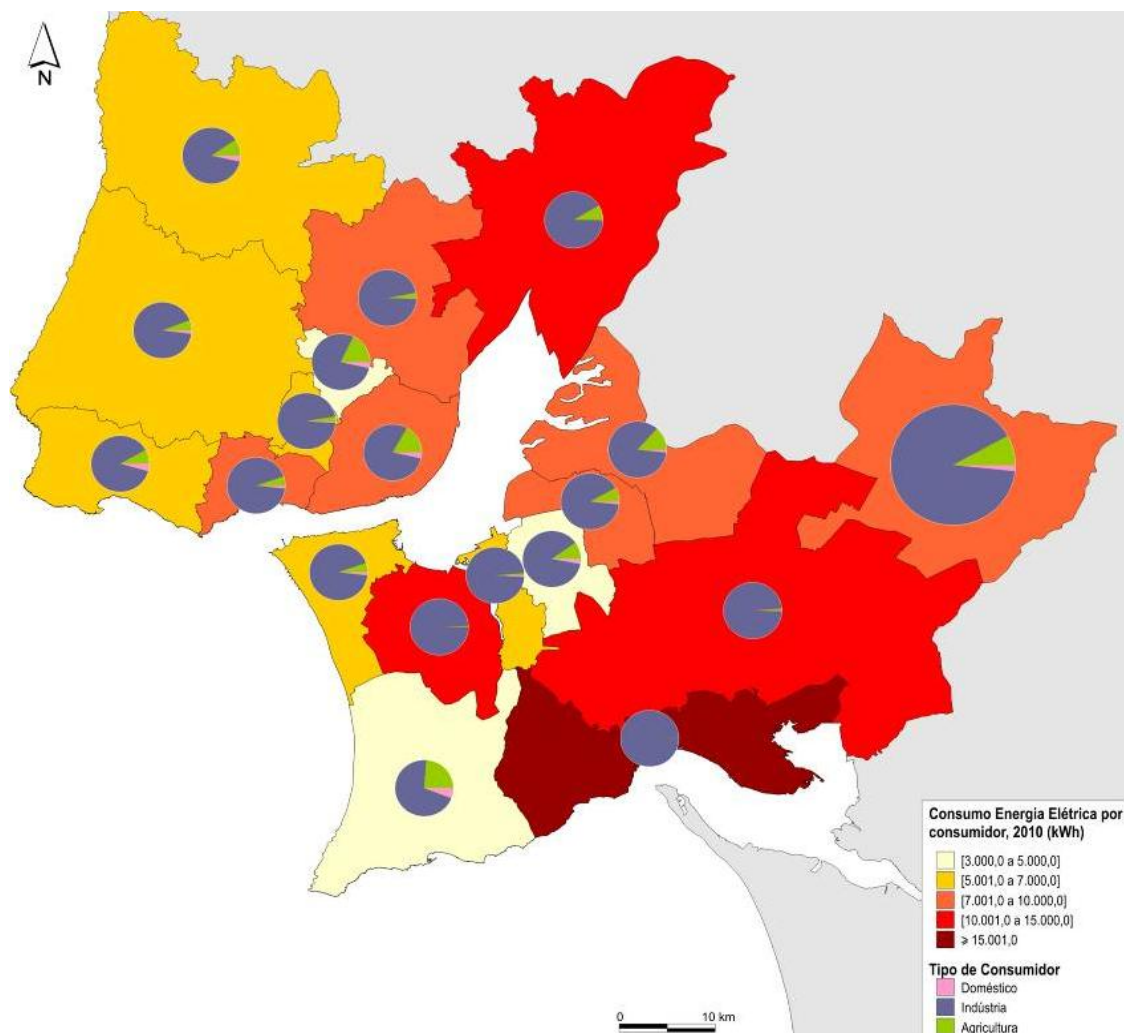 N
Consumo Energia Elétrica por
consumidor, 2010 (kWh)
[3.000,0 a 5.000,0]
[5.001,0 a 7.000,0]
[7.001,0 a 10.000,0]
[10.001,0 a 15.000,0]
⩾ 15.001,0
Tipo de Consumidor
Doméstico
Indústria
Agricultura
0 10 km